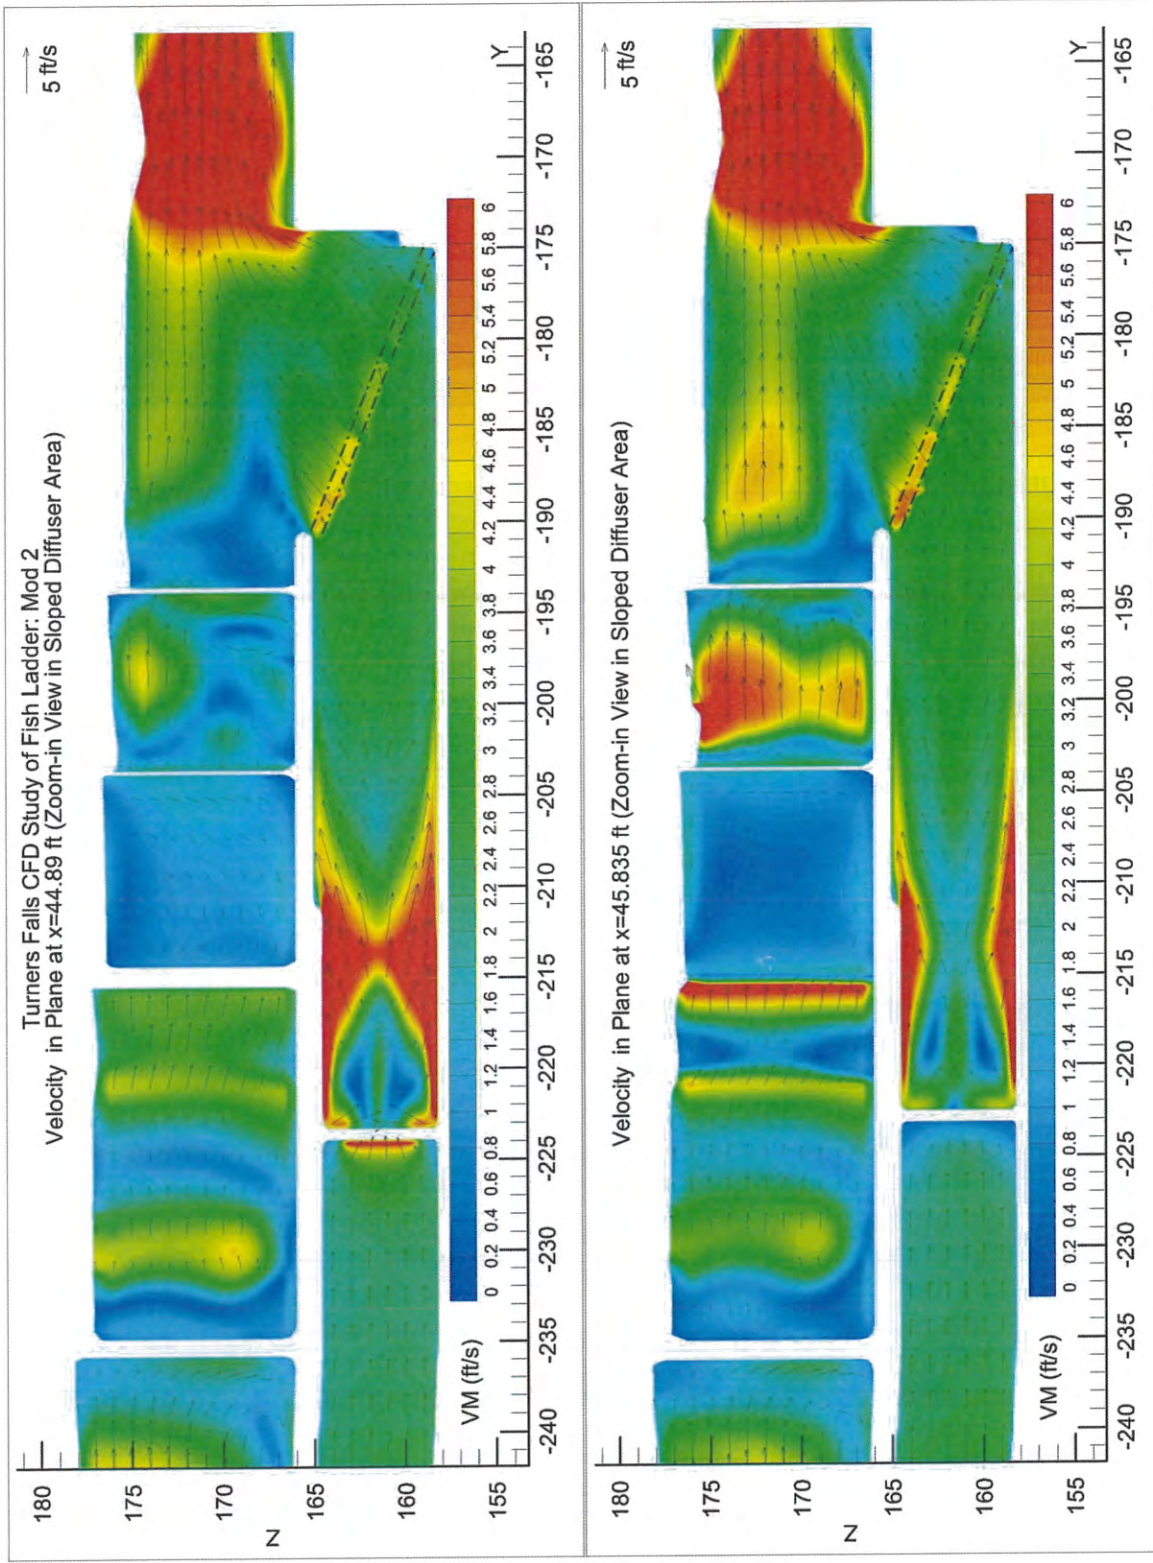 Turners Falls CFD Study of Fish Ladder: Mod 2
Velocity in Plane at x=44.89 ft (Zoom-in View in Sloped Diffuser Area)
5 ft/s
180
175
170
165
160
155
Z
VM (ft/s)
0 0.2 0.4 0.6 0.8 1 1.2 1.4 1.6 1.8 2 2.2 2.4 2.6 2.8 3 3.2 3.4 3.6 3.8 4 4.2 4.4 4.6 4.8 5 5.2 5.4 5.6 5.8 6
-240 -235 -230 -225 -220 -215 -210 -205 -200 -195 -190 -185 -180 -175 -170 -165
Y
Velocity in Plane at x=45.835 ft (Zoom-in View in Sloped Diffuser Area)
5 ft/s
180
175
170
165
160
155
Z
VM (ft/s)
0 0.2 0.4 0.6 0.8 1 1.2 1.4 1.6 1.8 2 2.2 2.4 2.6 2.8 3 3.2 3.4 3.6 3.8 4 4.2 4.4 4.6 4.8 5 5.2 5.4 5.6 5.8 6
-240 -235 -230 -225 -220 -215 -210 -205 -200 -195 -190 -185 -180 -175 -170 -165
Y